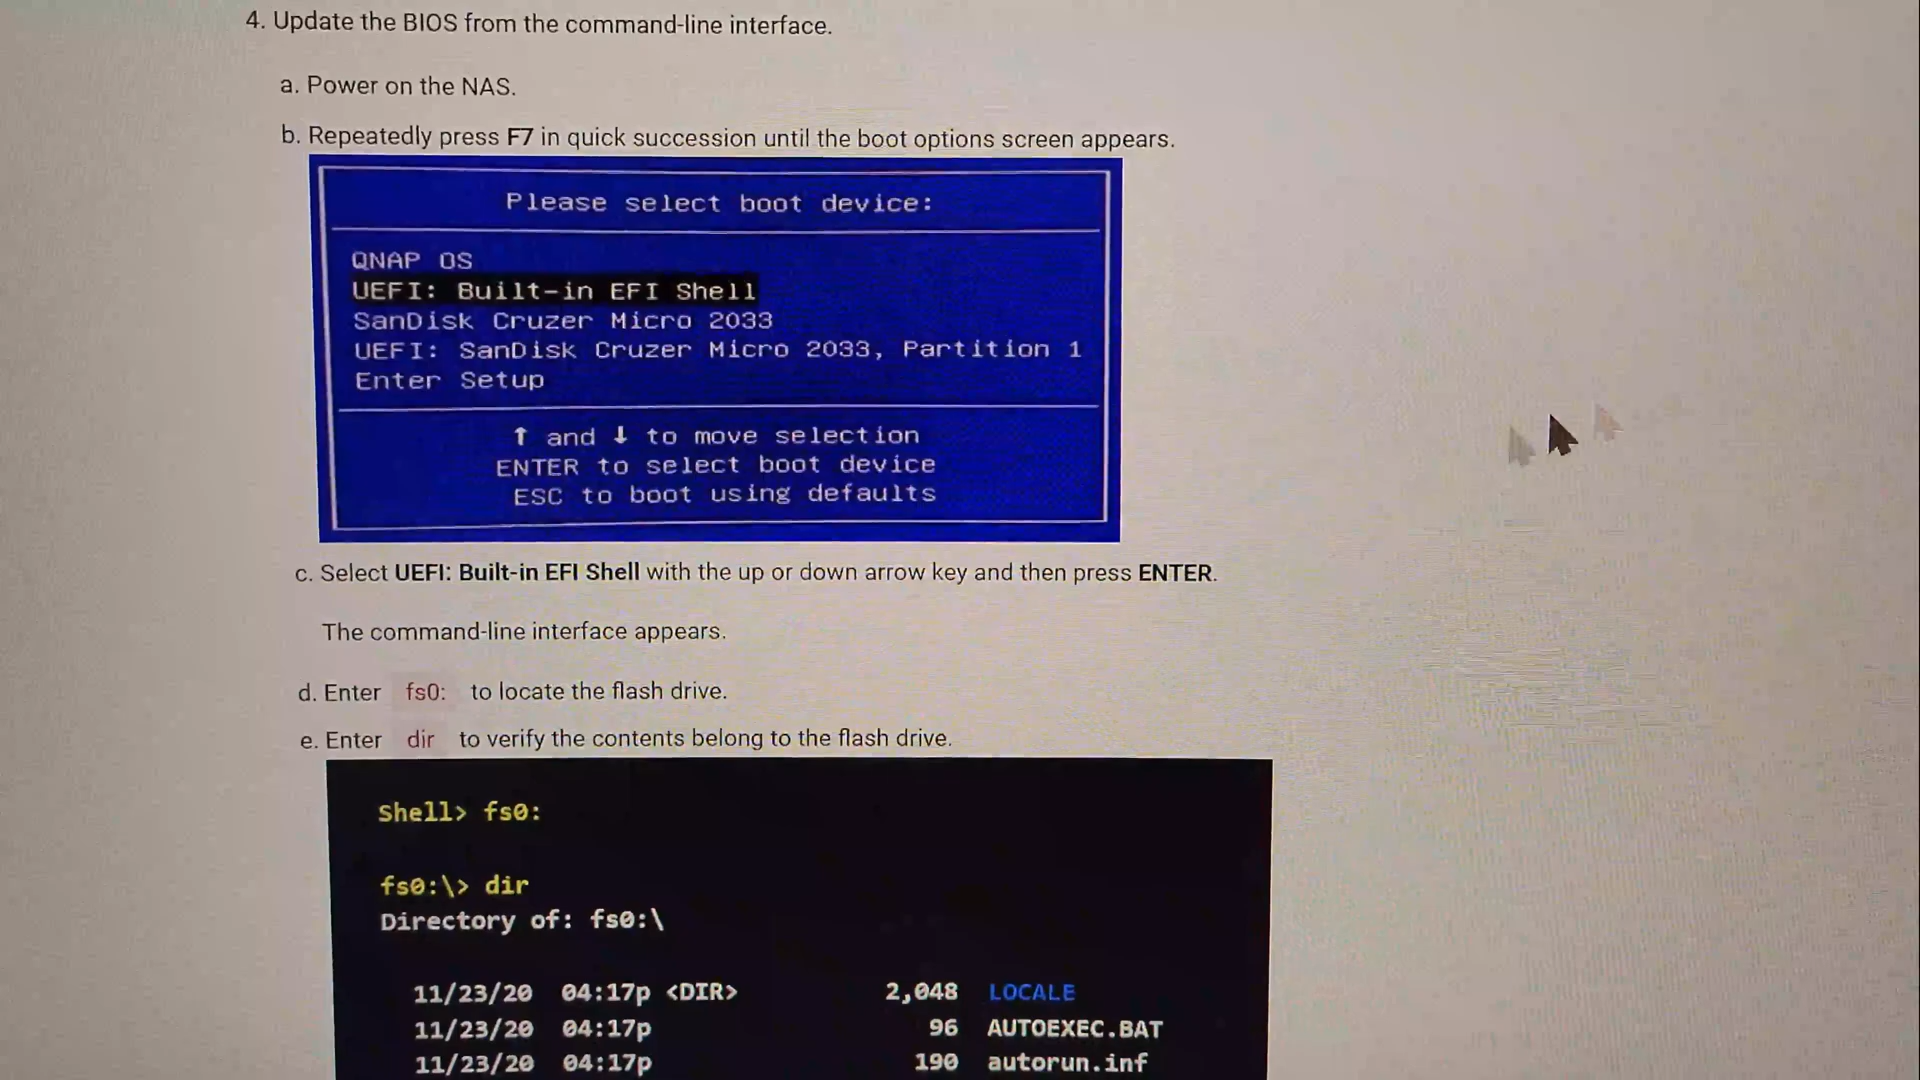 4. Update the BIOS from the command-line interface.
a. Power on the NAS.
b. Repeatedly press F7 in quick succession until the boot options screen appears.
Please select boot device:
QNAP OS
UEFI: Built-in EFI Shell
SanDisk Cruzer Micro 2033
UEFI: SanDisk Cruzer Micro 2033, Partition 1
Enter Setup
↑ and ↓ to move selection
ENTER to select boot device
ESC to boot using defaults
c. Select UEFI: Built-in EFI Shell with the up or down arrow key and then press ENTER.
The command-line interface appears.
d. Enter fs0: to locate the flash drive.
e. Enter dir to verify the contents belong to the flash drive.
Shell> fs0:
fs0:\> dir
Directory of: fs0:\
11/23/20 04:17p <DIR> 2,048 LOCALE
11/23/20 04:17p 96 AUTOEXEC.BAT
11/23/20 04:17p 190 autorun.inf